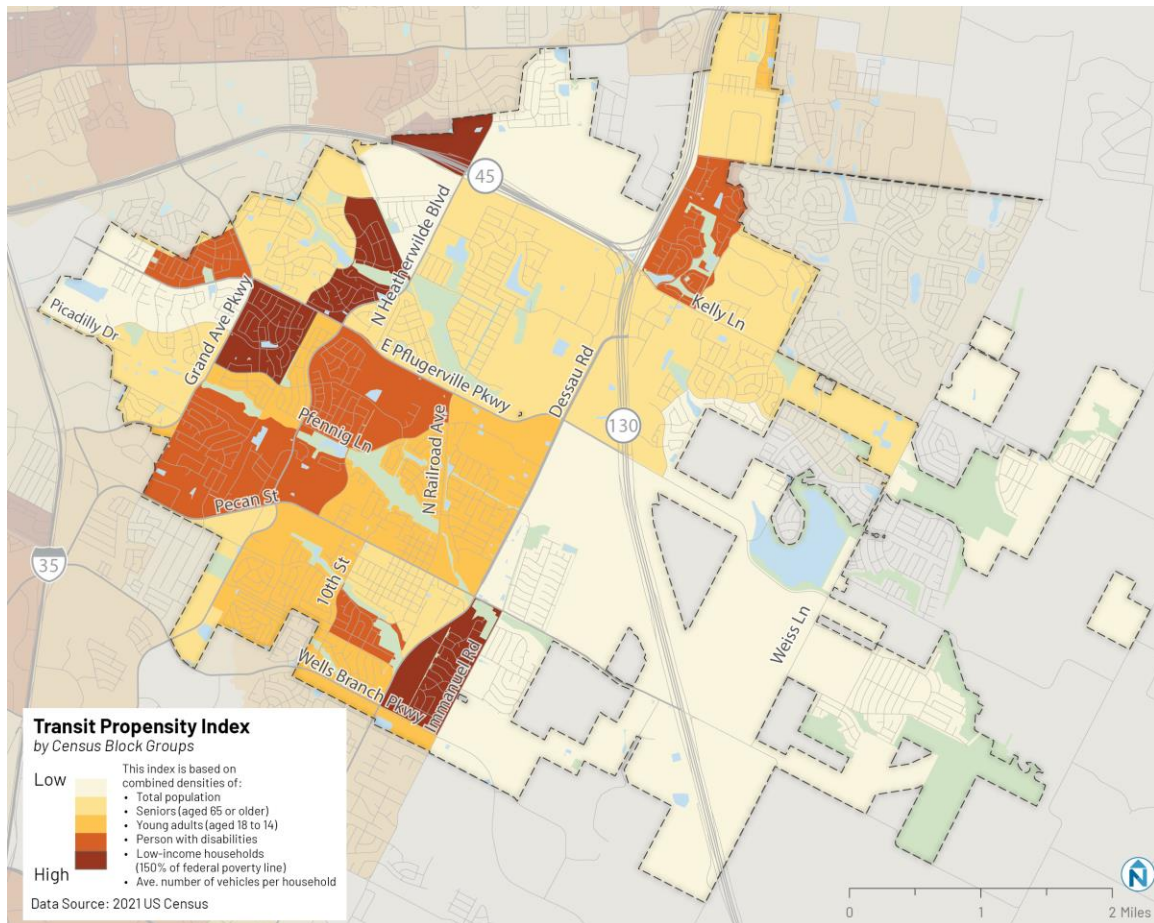 45
N Heatherwilde Blvd
Kelly Ln
Picadilly Dr
Grand Ave Pkwy
E Pflugerville Pkwy
Dessau Rd
130
Pfennig Ln
N Railroad Ave
Pecan St
35
10th St
Weiss Ln
Wells Branch Pkwy
Immanuel Rd
Transit Propensity Index
by Census Block Groups
Low
High
This index is based on
combined densities of:
• Total population
• Seniors (aged 65 or older)
• Young adults (aged 18 to 14)
• Person with disabilities
• Low-income households
(150% of federal poverty line)
• Ave. number of vehicles per household
Data Source: 2021 US Census
N
0 1 2 Miles